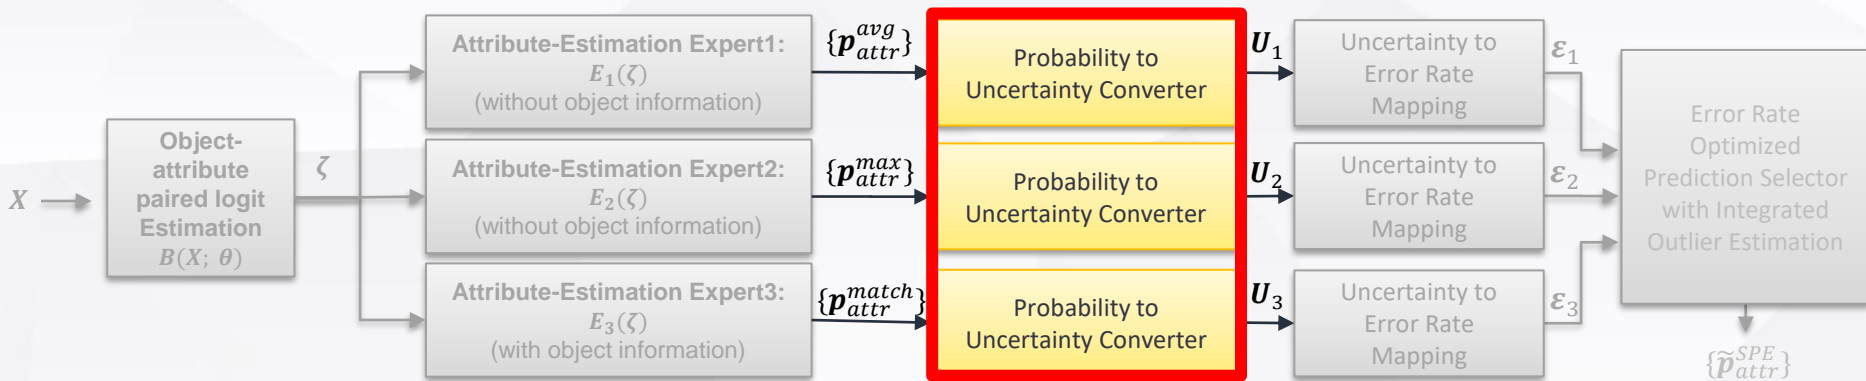 X
Object-
attribute
paired logit
Estimation
B(X; θ)
ζ
Attribute-Estimation Expert1:
E₁(ζ)
(without object information)
{p_attr^avg}
Probability to
Uncertainty Converter
U₁
Uncertainty to
Error Rate
Mapping
ε₁
Attribute-Estimation Expert2:
E₂(ζ)
(without object information)
{p_attr^max}
Probability to
Uncertainty Converter
U₂
Uncertainty to
Error Rate
Mapping
ε₂
Attribute-Estimation Expert3:
E₃(ζ)
(with object information)
{p_attr^match}
Probability to
Uncertainty Converter
U₃
Uncertainty to
Error Rate
Mapping
ε₃
Error Rate
Optimized
Prediction Selector
with Integrated
Outlier Estimation
{p̃_attr^SPE}